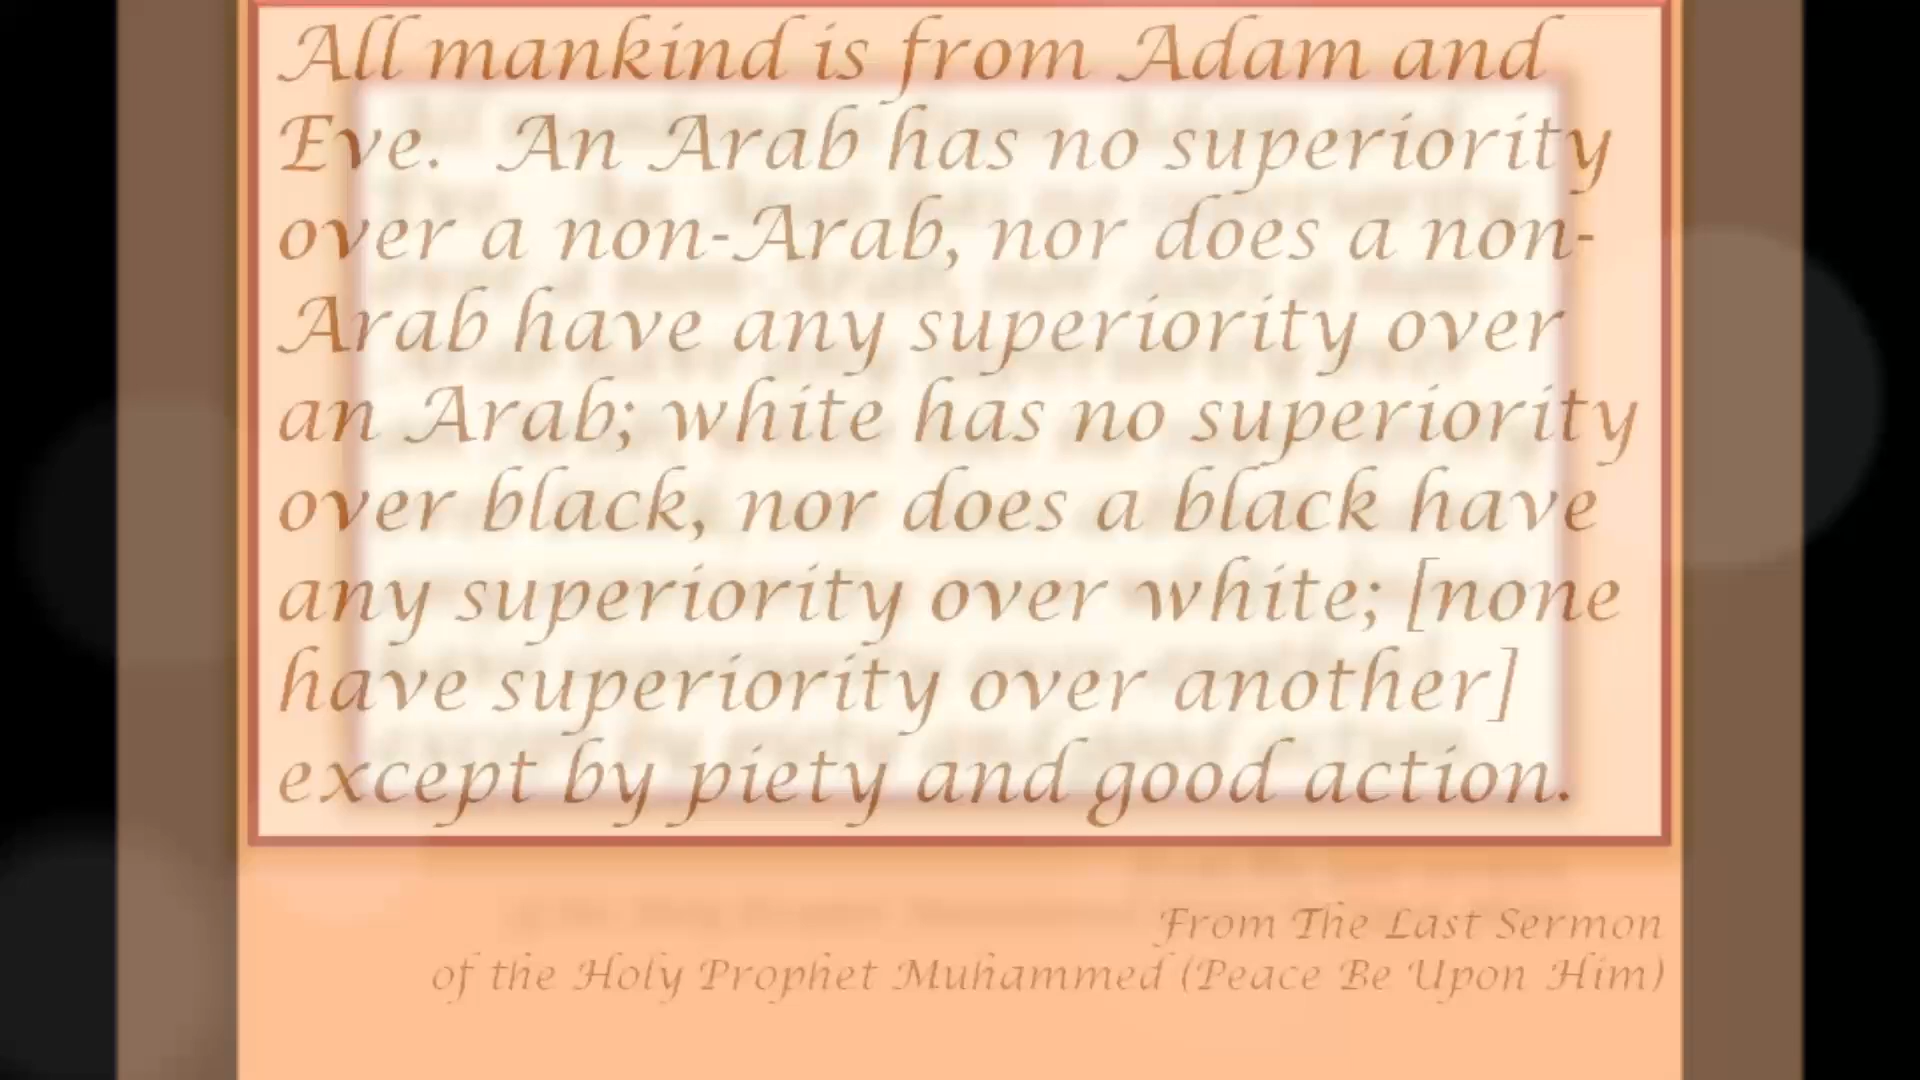 All mankind is from Adam and
Eve. An Arab has no superiority
over a non-Arab, nor does a non-
Arab have any superiority over
an Arab; white has no superiority
over black, nor does a black have
any superiority over white; [none
have superiority over another]
except by piety and good action.
From The Last Sermon
of the Holy Prophet Muhammed (Peace Be Upon Him)